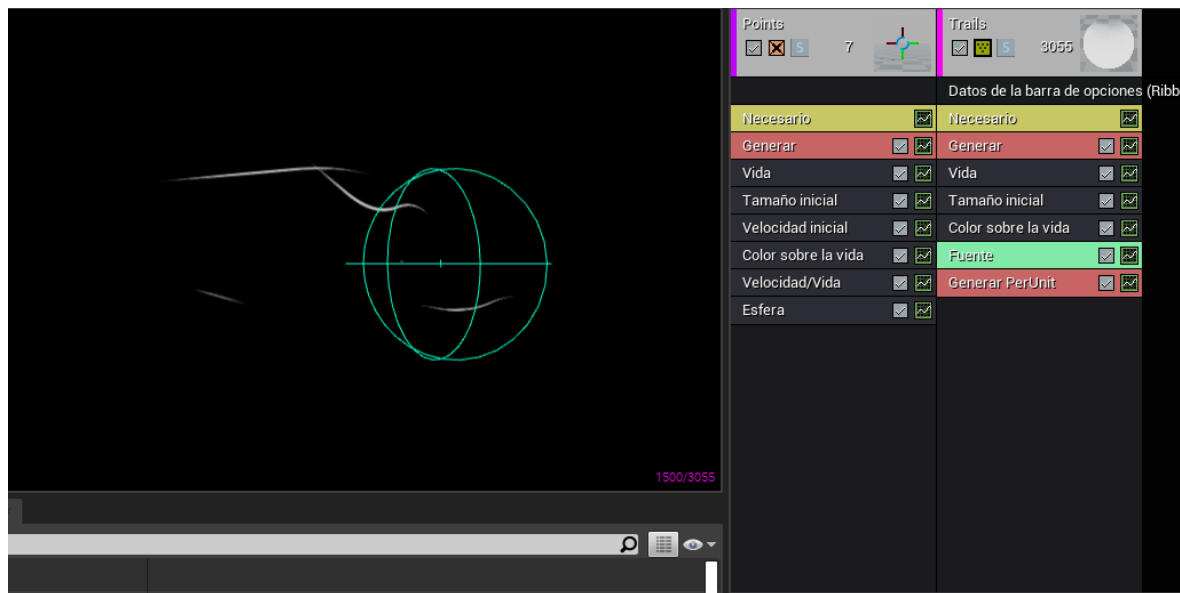 Points
S 7
Necesario
Generar
Vida
Tamaño inicial
Velocidad inicial
Color sobre la vida
Velocidad/Vida
Esfera
Trails
S 3055
Datos de la barra de opciones (Ribb
Necesario
Generar
Vida
Tamaño inicial
Color sobre la vida
Fuente
Generar PerUnit
1500/3055